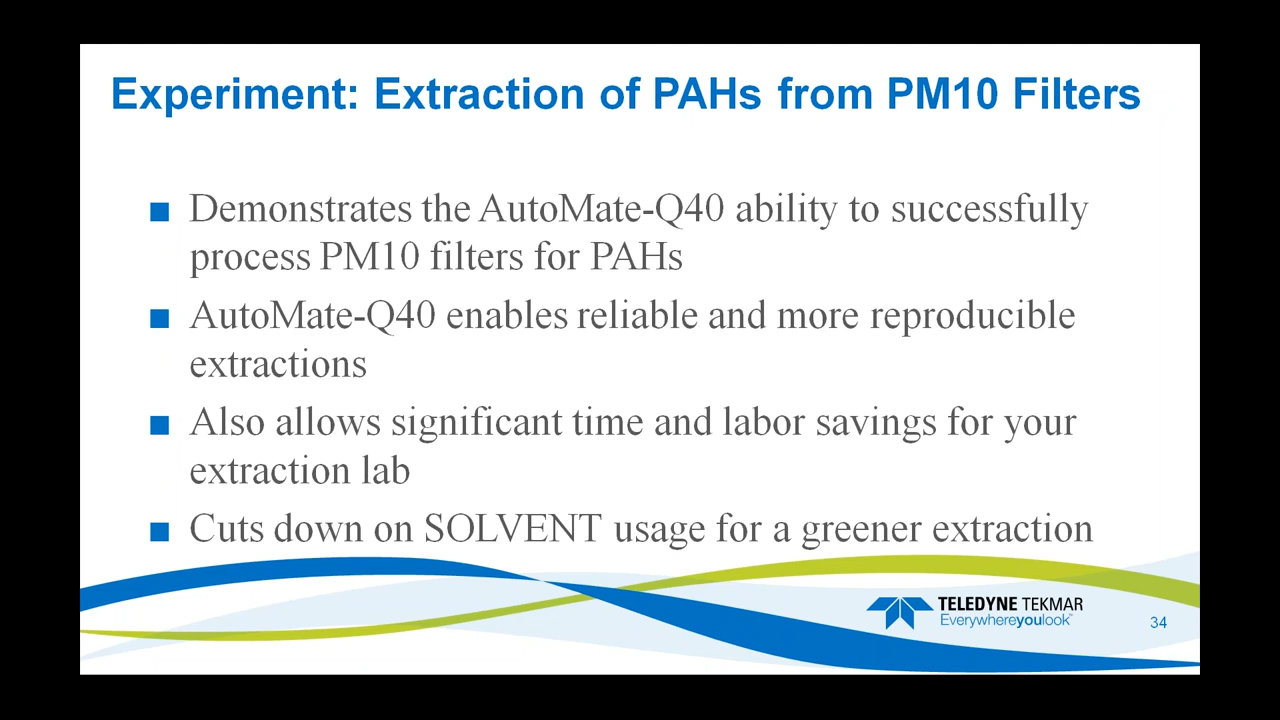 Experiment: Extraction of PAHs from PM10 Filters
■ Demonstrates the AutoMate-Q40 ability to successfully
process PM10 filters for PAHs
■ AutoMate-Q40 enables reliable and more reproducible
extractions
■ Also allows significant time and labor savings for your
extraction lab
■ Cuts down on SOLVENT usage for a greener extraction
TELEDYNE TEKMAR
Everywhereyoulook™
34